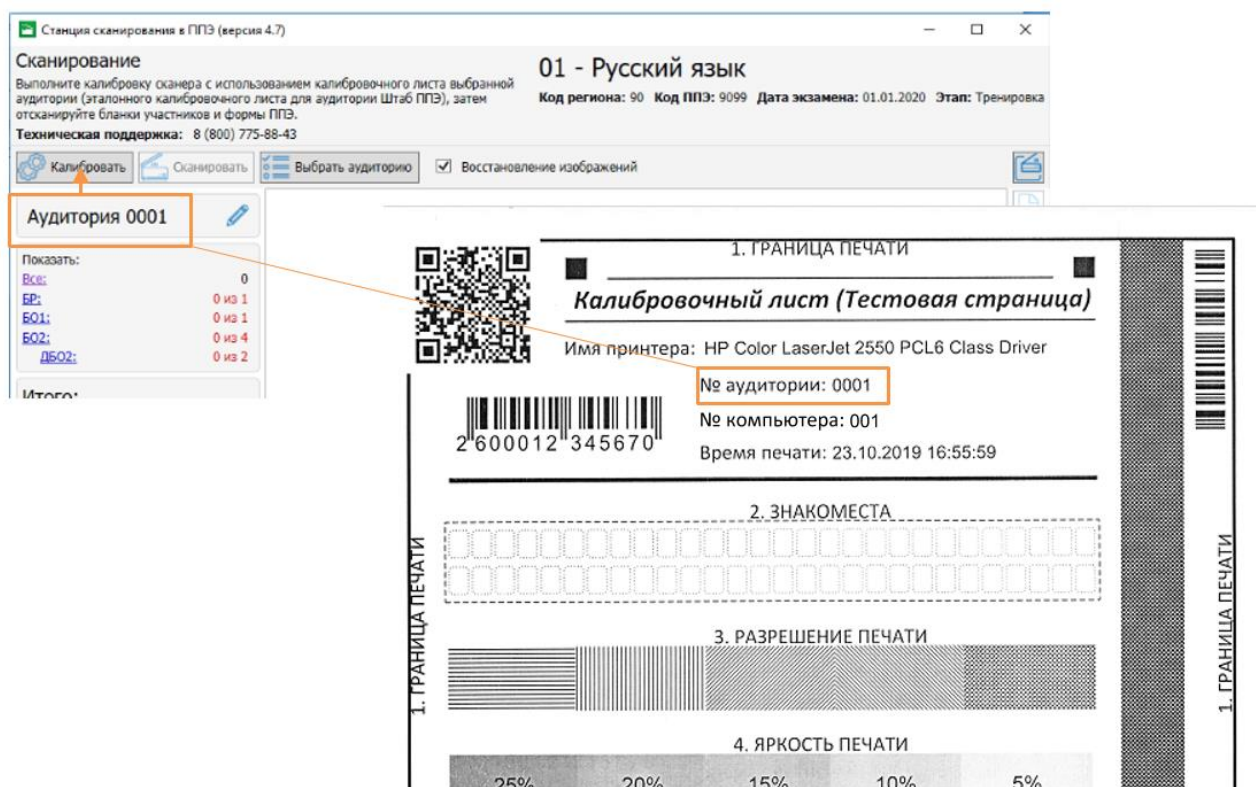 Станция сканирования в ППЭ (версия 4.7)
Сканирование
Выполните калибровку сканера с использованием калибровочного листа выбранной
аудитории (эталонного калибровочного листа для аудитории Штаб ППЭ), затем
отсканируйте бланки участников и формы ППЭ.
Техническая поддержка: 8 (800) 775-88-43
01 - Русский язык
Код региона: 90 Код ППЭ: 9099 Дата экзамена: 01.01.2020 Этап: Тренировка
Калибровать Сканировать Выбрать аудиторию Восстановление изображений
Аудитория 0001
Показать:
Все: 0
БР: 0 из 1
БО1: 0 из 1
БО2: 0 из 4
ДБО2: 0 из 2
Итого:
1. ГРАНИЦА ПЕЧАТИ
Калибровочный лист (Тестовая страница)
Имя принтера: HP Color LaserJet 2550 PCL6 Class Driver
№ аудитории: 0001
№ компьютера: 001
Время печати: 23.10.2019 16:55:59
2 600012 345670
2. ЗНАКОМЕСТА
3. РАЗРЕШЕНИЕ ПЕЧАТИ
4. ЯРКОСТЬ ПЕЧАТИ
25% 20% 15% 10% 5%
1. ГРАНИЦА ПЕЧАТИ
1. ГРАНИЦА ПЕЧАТИ